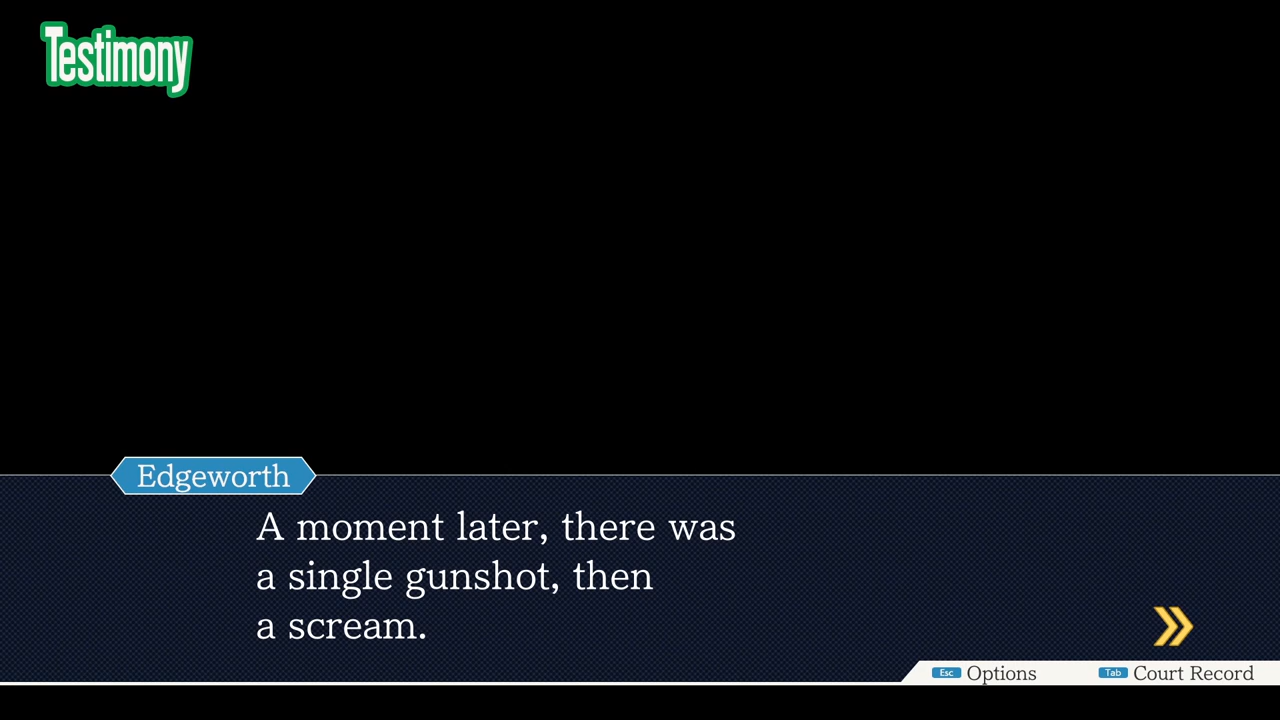 Testimony
Edgeworth
A moment later, there was
a single gunshot, then
a scream.
Esc Options Tab Court Record